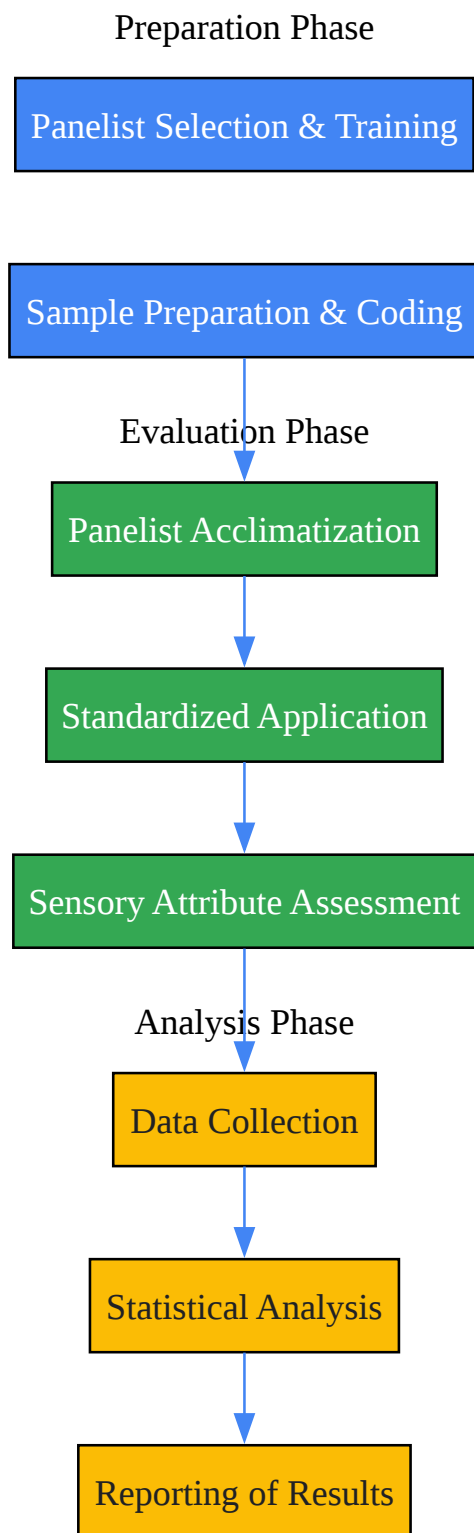 Preparation Phase
Panelist Selection & Training
Sample Preparation & Coding
Evaluation Phase
Panelist Acclimatization
Standardized Application
Sensory Attribute Assessment
Analysis Phase
Data Collection
Statistical Analysis
Reporting of Results